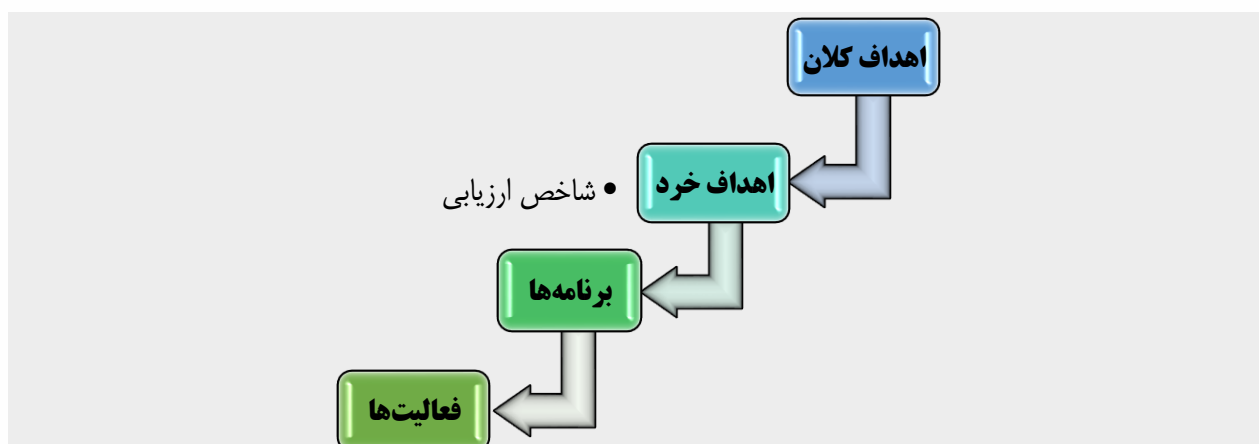 اهداف کلان
اهداف خرد
• شاخص ارزیابی
برنامه‌ها
فعالیت‌ها